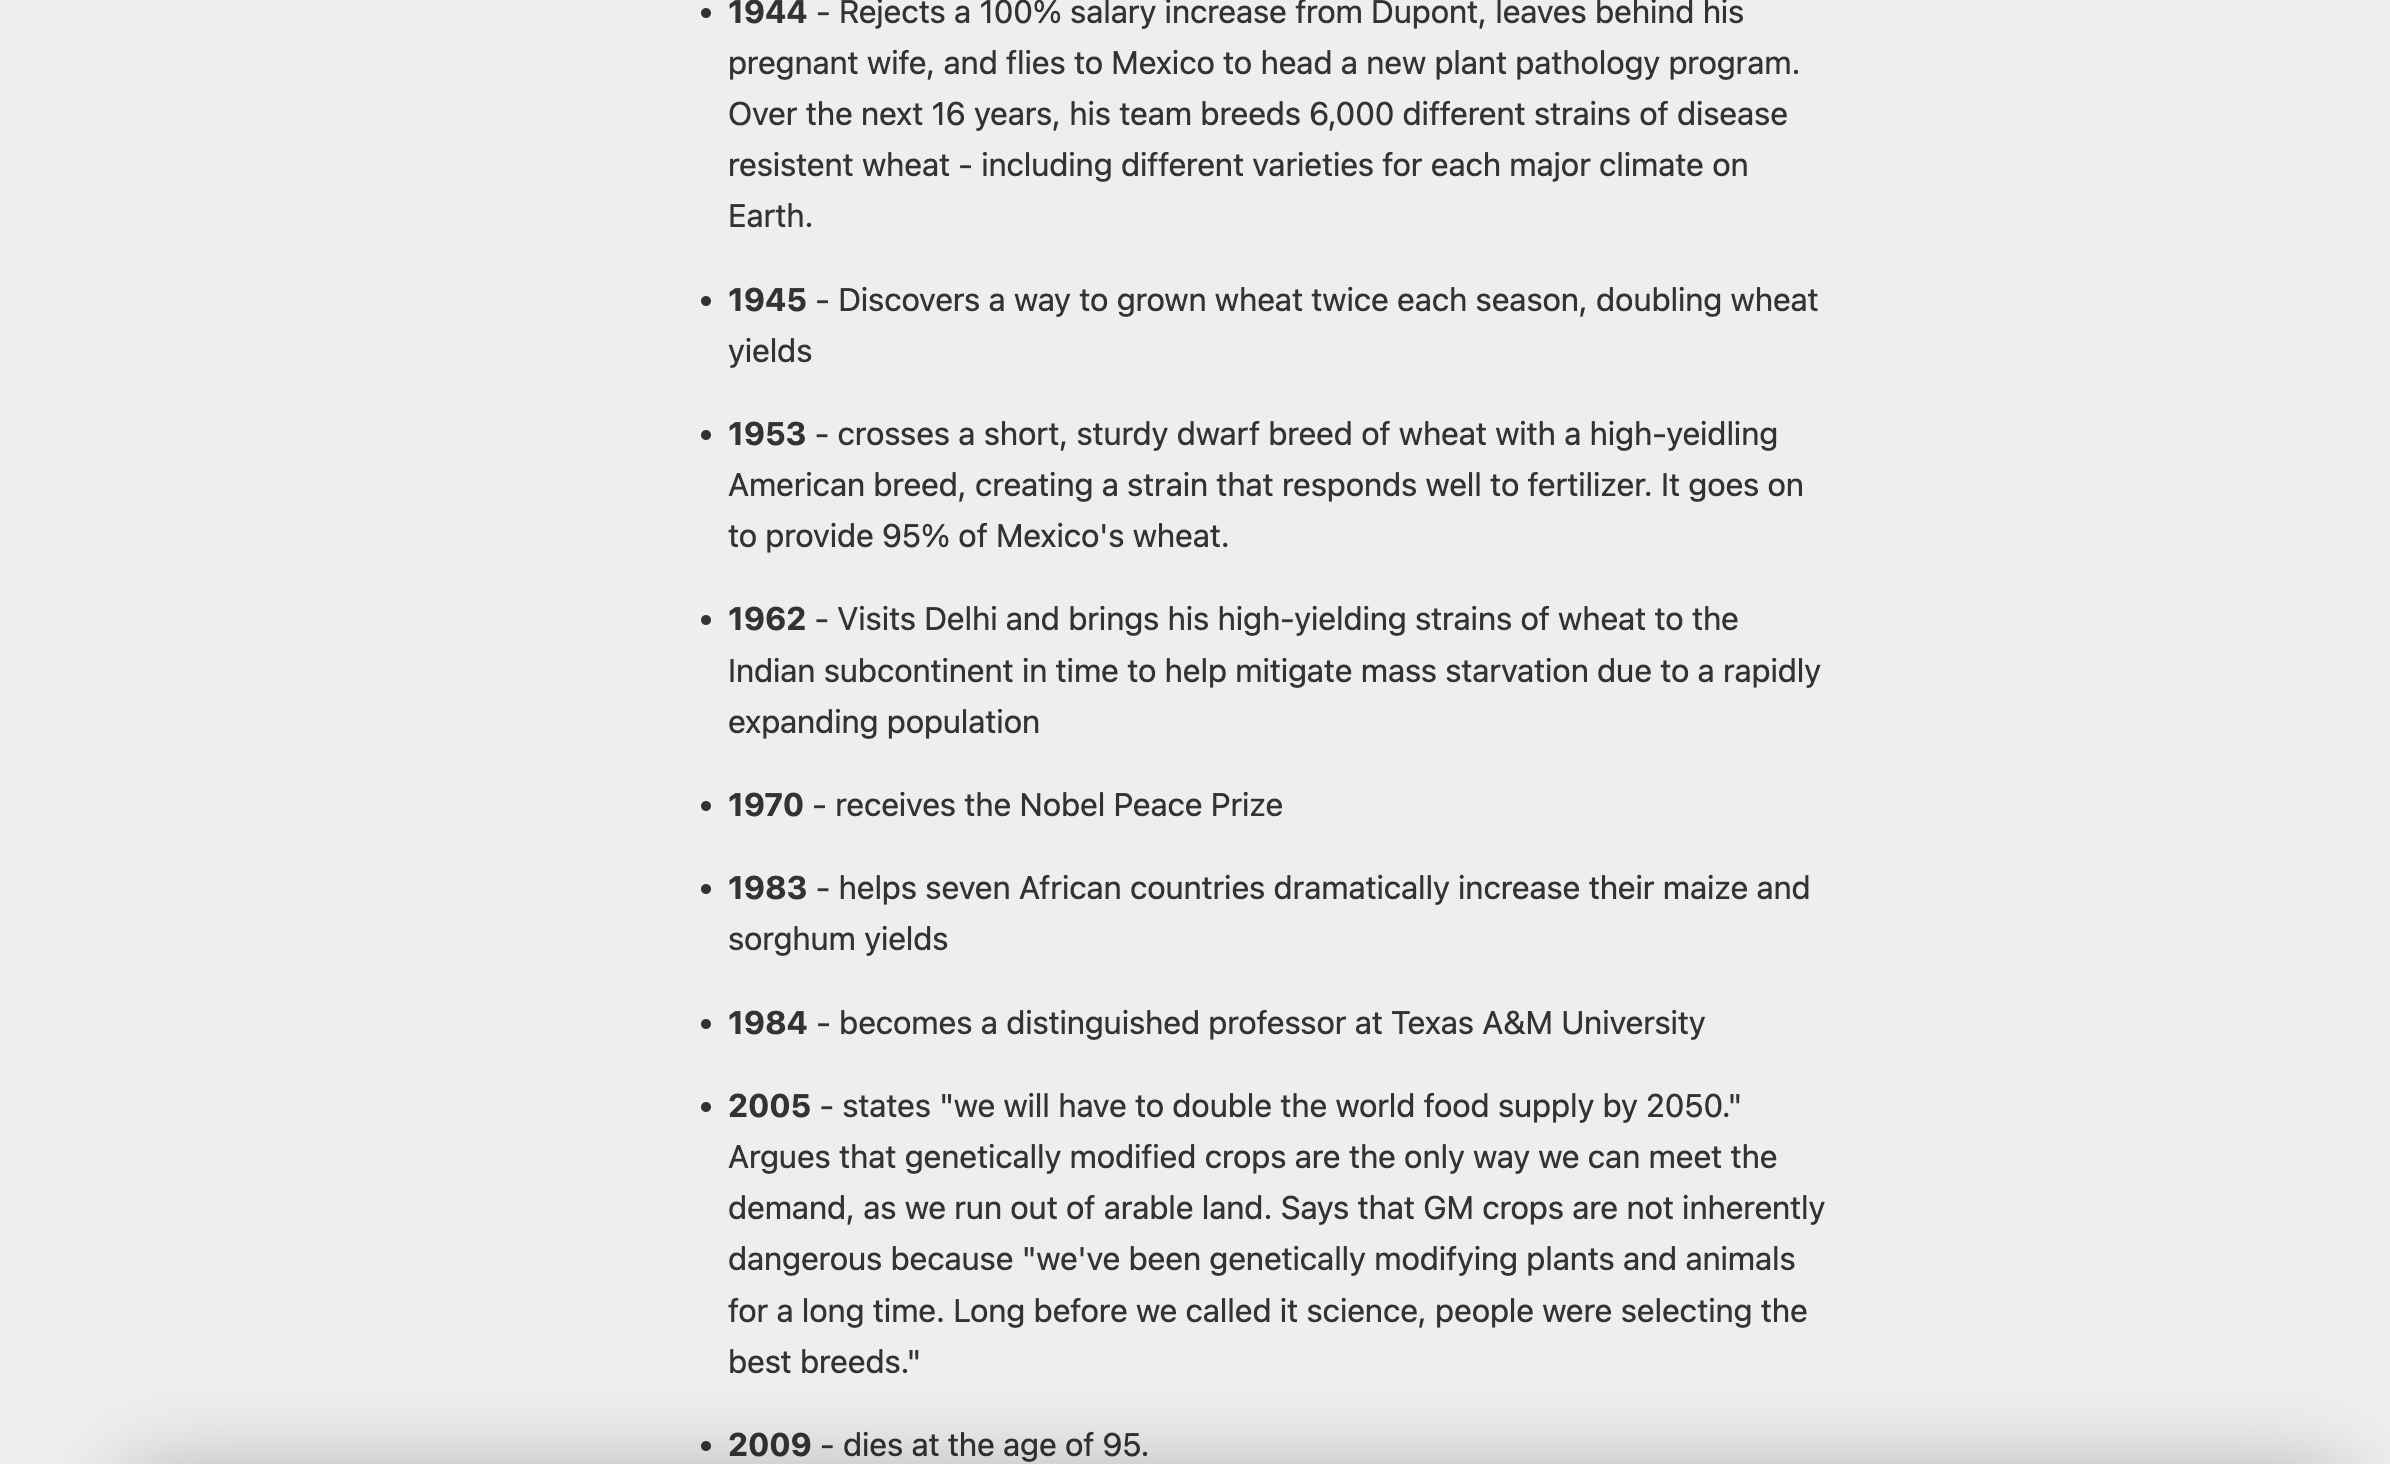 • 1944 - Rejects a 100% salary increase from Dupont, leaves behind his
pregnant wife, and flies to Mexico to head a new plant pathology program.
Over the next 16 years, his team breeds 6,000 different strains of disease
resistent wheat - including different varieties for each major climate on
Earth.
• 1945 - Discovers a way to grown wheat twice each season, doubling wheat
yields
• 1953 - crosses a short, sturdy dwarf breed of wheat with a high-yeidling
American breed, creating a strain that responds well to fertilizer. It goes on
to provide 95% of Mexico's wheat.
• 1962 - Visits Delhi and brings his high-yielding strains of wheat to the
Indian subcontinent in time to help mitigate mass starvation due to a rapidly
expanding population
• 1970 - receives the Nobel Peace Prize
• 1983 - helps seven African countries dramatically increase their maize and
sorghum yields
• 1984 - becomes a distinguished professor at Texas A&M University
• 2005 - states "we will have to double the world food supply by 2050."
Argues that genetically modified crops are the only way we can meet the
demand, as we run out of arable land. Says that GM crops are not inherently
dangerous because "we've been genetically modifying plants and animals
for a long time. Long before we called it science, people were selecting the
best breeds."
• 2009 - dies at the age of 95.